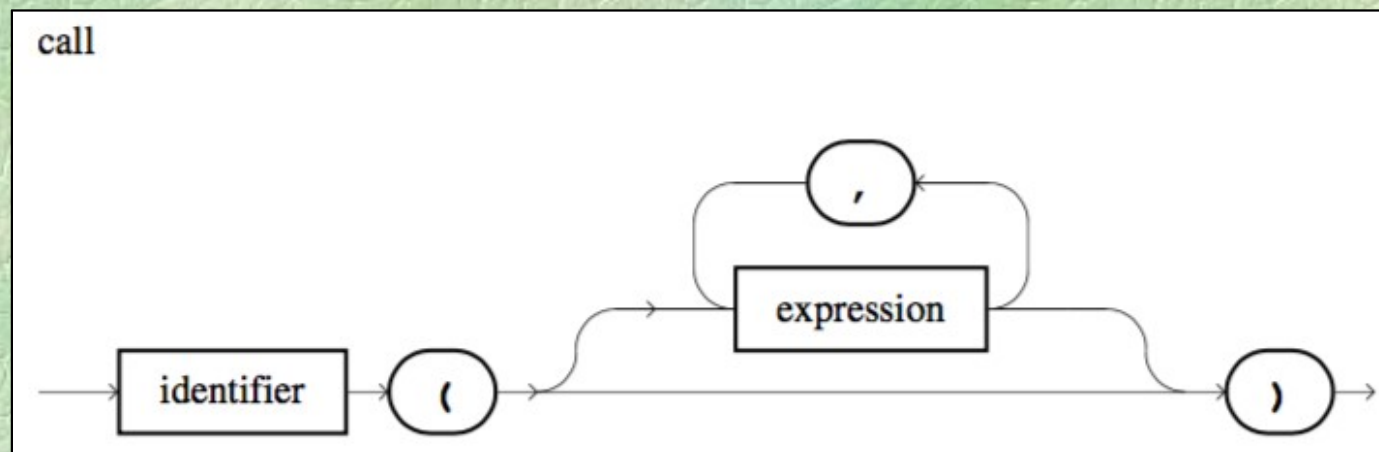 call
,
expression
identifier ( )